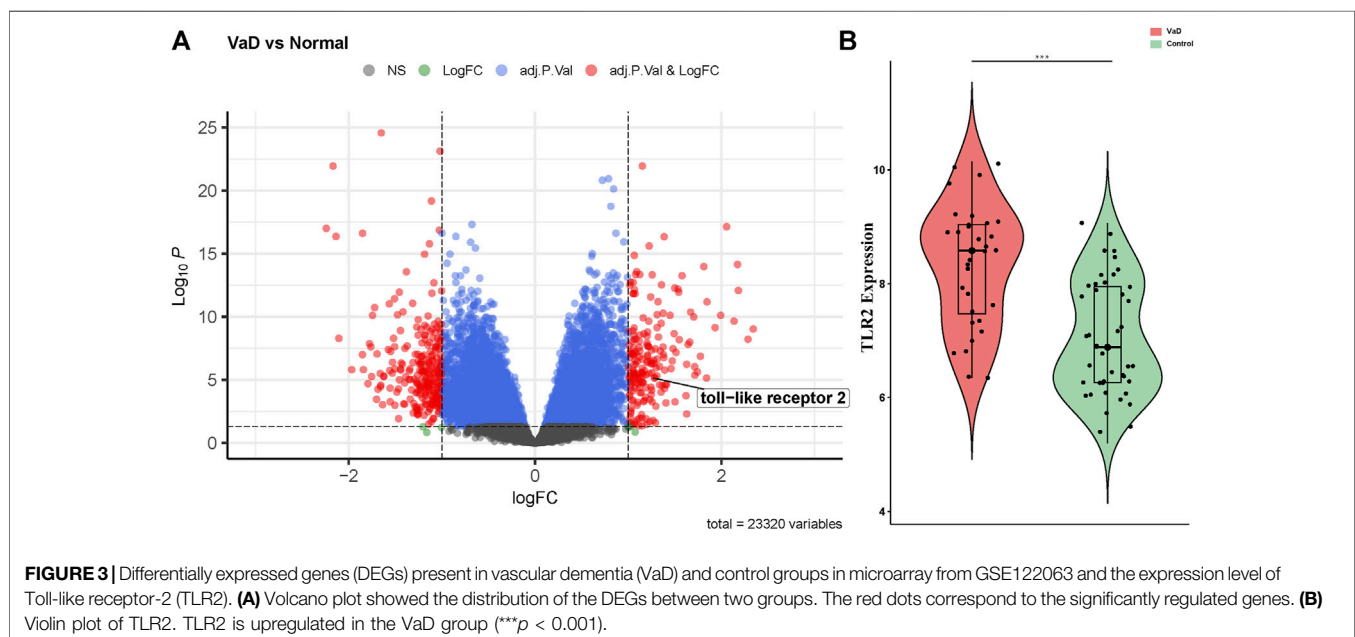 A VaD vs Normal
NS LogFC adj.P.Val adj.P.Val & LogFC
25
20
15
10
5
0
Log10 P
−2 0 2
logFC
toll−like receptor 2
total = 23320 variables
B
VaD
Control
***
10
8
6
4
TLR2 Expression
FIGURE 3 | Differentially expressed genes (DEGs) present in vascular dementia (VaD) and control groups in microarray from GSE122063 and the expression level of
Toll-like receptor-2 (TLR2). (A) Volcano plot showed the distribution of the DEGs between two groups. The red dots correspond to the significantly regulated genes. (B)
Violin plot of TLR2. TLR2 is upregulated in the VaD group (***p < 0.001).